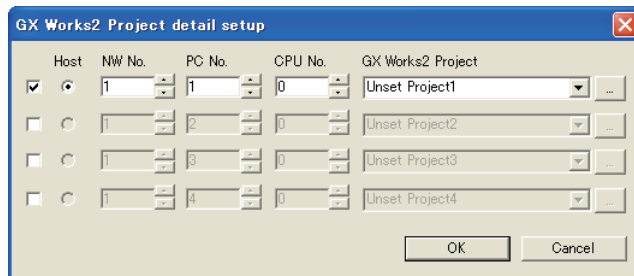 GX Works2 Project detail setup
Host NW No. PC No. CPU No. GX Works2 Project
1 1 0 Unset Project1 ...
1 2 0 Unset Project2 ...
1 3 0 Unset Project3 ...
1 4 0 Unset Project4 ...
OK Cancel